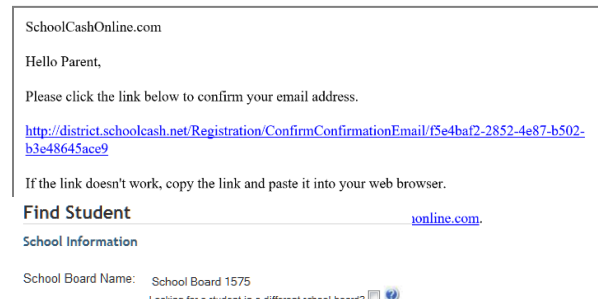 SchoolCashOnline.com
Hello Parent,
Please click the link below to confirm your email address.
http://district.schoolcash.net/Registration/ConfirmConfirmationEmail/f5e4baf2-2852-4e87-b502-
b3e48645ace9
If the link doesn't work, copy the link and paste it into your web browser.
Find Student
online.com.
School Information
School Board Name: School Board 1575
Looking for a student in a different school board?